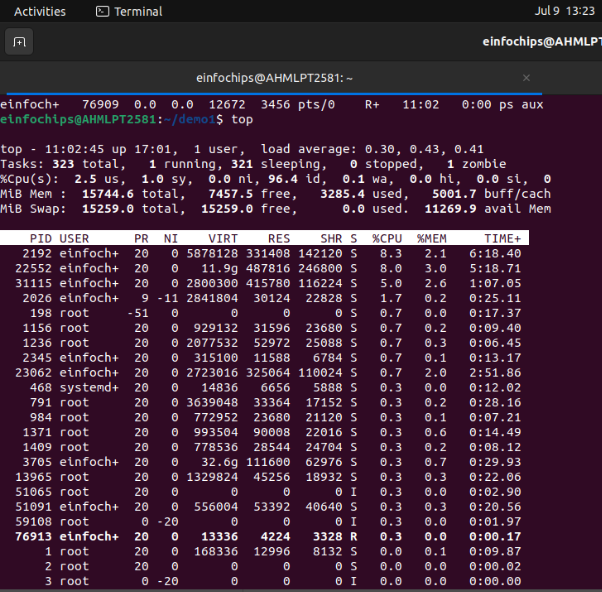 Activities Terminal Jul 9 13:23
einfochips@AHMLPT
einfochips@AHMLPT2581: ~ ×
einfoch+ 76909 0.0 0.0 12672 3456 pts/0 R+ 11:02 0:00 ps aux
einfochips@AHMLPT2581:~/demo1$ top
top - 11:02:45 up 17:01, 1 user, load average: 0.30, 0.43, 0.41
Tasks: 323 total, 1 running, 321 sleeping, 0 stopped, 1 zombie
%Cpu(s): 2.5 us, 1.0 sy, 0.0 ni, 96.4 id, 0.1 wa, 0.0 hi, 0.0 si, 0
MiB Mem : 15744.6 total, 7457.5 free, 3285.4 used, 5001.7 buff/cach
MiB Swap: 15259.0 total, 15259.0 free, 0.0 used. 11269.9 avail Mem
PID USER PR NI VIRT RES SHR S %CPU %MEM TIME+
2192 einfoch+ 20 0 5878128 331408 142120 S 8.3 2.1 6:18.40
22552 einfoch+ 20 0 11.9g 487816 246800 S 8.0 3.0 5:18.71
31115 einfoch+ 20 0 2800300 415780 116224 S 5.0 2.6 1:07.05
2026 einfoch+ 9 -11 2841804 30124 22828 S 1.7 0.2 0:25.11
198 root -51 0 0 0 0 S 0.7 0.0 0:17.37
1156 root 20 0 929132 31596 23680 S 0.7 0.2 0:09.40
1236 root 20 0 2077532 52972 25088 S 0.7 0.3 0:06.45
2345 einfoch+ 20 0 315100 11588 6784 S 0.7 0.1 0:13.17
23062 einfoch+ 20 0 2723016 325064 110024 S 0.7 2.0 2:51.86
468 systemd+ 20 0 14836 6656 5888 S 0.3 0.0 0:12.02
791 root 20 0 3639048 33364 17152 S 0.3 0.2 0:28.16
984 root 20 0 772952 23680 21120 S 0.3 0.1 0:07.21
1371 root 20 0 993504 90008 22016 S 0.3 0.6 0:14.49
1409 root 20 0 778536 28544 24704 S 0.3 0.2 0:08.12
3705 einfoch+ 20 0 32.6g 111600 62976 S 0.3 0.7 0:29.93
13965 root 20 0 1329824 45256 18932 S 0.3 0.3 0:22.06
51065 root 20 0 0 0 0 I 0.3 0.0 0:02.90
51091 einfoch+ 20 0 556004 53392 40640 S 0.3 0.3 0:20.56
59108 root 0 -20 0 0 0 I 0.3 0.0 0:01.97
76913 einfoch+ 20 0 13336 4224 3328 R 0.3 0.0 0:00.17
1 root 20 0 168336 12996 8132 S 0.0 0.1 0:09.87
2 root 20 0 0 0 0 S 0.0 0.0 0:00.02
3 root 0 -20 0 0 0 I 0.0 0.0 0:00.00